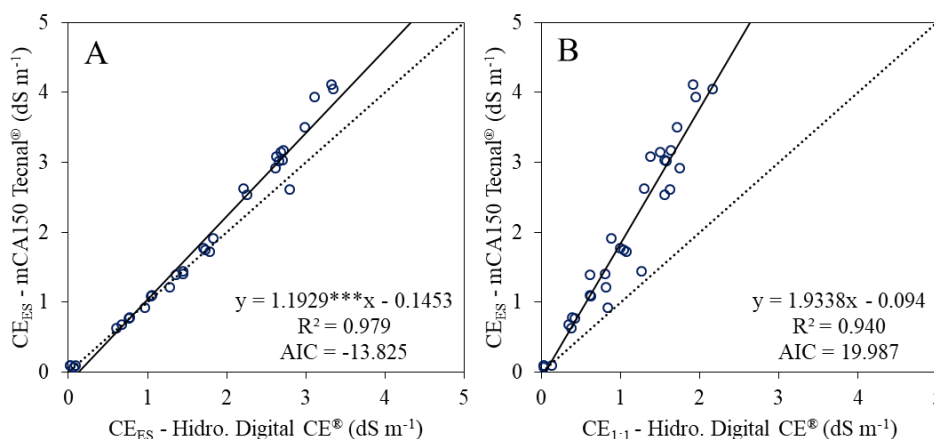 A
CE_ES - mCA150 Tecnal® (dS m⁻¹)
5
4
3
2
1
0
y = 1.1929***x - 0.1453
R² = 0.979
AIC = -13.825
0 1 2 3 4 5
CE_ES - Hidro. Digital CE® (dS m⁻¹)
B
CE_ES - mCA150 Tecnal® (dS m⁻¹)
5
4
3
2
1
0
y = 1.9338x - 0.094
R² = 0.940
AIC = 19.987
0 1 2 3 4 5
CE_1:1 - Hidro. Digital CE® (dS m⁻¹)